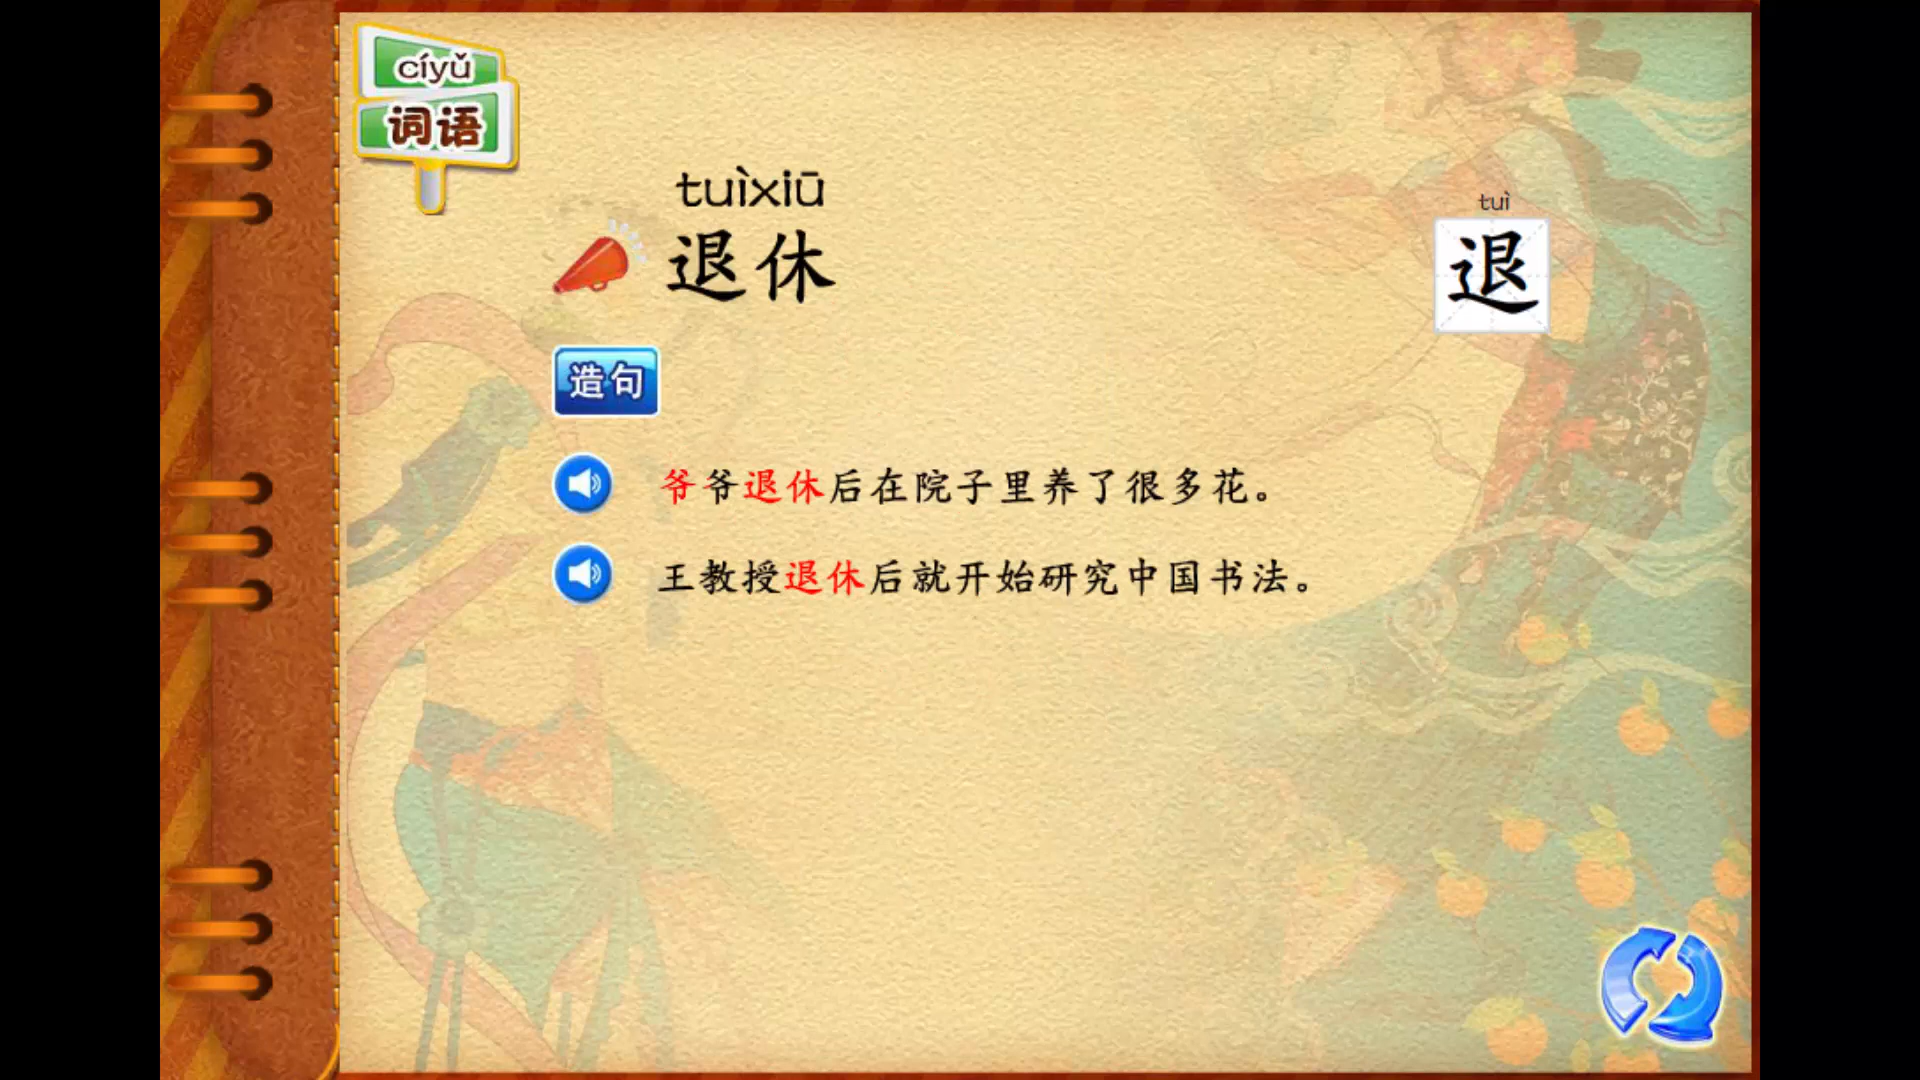 cíyǔ
词语
tuìxiū
退休
tuì
退
造句
爷爷退休后在院子里养了很多花。
王教授退休后就开始研究中国书法。